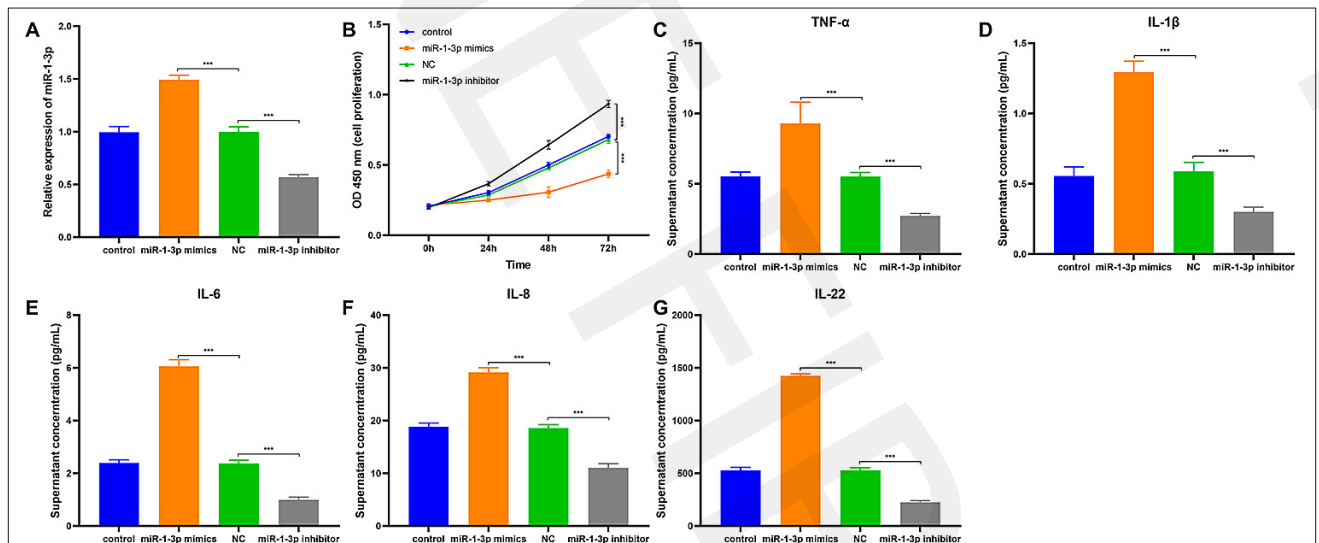 A
Relative expression of miR-1-3p
2.0
1.5
1.0
0.5
0.0
***
***
control miR-1-3p mimics NC miR-1-3p inhibitor
B
OD 450 nm (cell proliferation)
1.5
1.0
0.5
0.0
control
miR-1-3p mimics
NC
miR-1-3p inhibitor
***
***
0h 24h 48h 72h
Time
C
TNF-α
Supernatant concerntration (pg/mL)
15
10
5
0
***
***
control miR-1-3p mimics NC miR-1-3p inhibitor
D
IL-1β
Supernatant concerntration (pg/mL)
1.5
1.0
0.5
0.0
***
***
control miR-1-3p mimics NC miR-1-3p inhibitor
E
IL-6
Supernatant concerntration (pg/mL)
8
6
4
2
0
***
***
control miR-1-3p mimics NC miR-1-3p inhibitor
F
IL-8
Supernatant concerntration (pg/mL)
40
30
20
10
0
***
***
control miR-1-3p mimics NC miR-1-3p inhibitor
G
IL-22
Supernatant concerntration (pg/mL)
2000
1500
1000
500
0
***
***
control miR-1-3p mimics NC miR-1-3p inhibitor